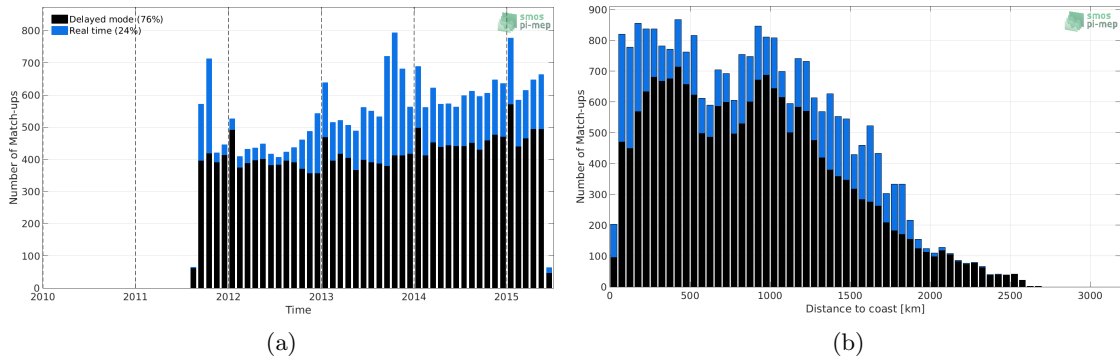 Delayed mode (76%)
Real time (24%)
smos
pi-mep
Number of Match-ups
800
700
600
500
400
300
200
100
0
2010 2011 2012 2013 2014 2015
Time
(a)
smos
pi-mep
Number of Match-ups
900
800
700
600
500
400
300
200
100
0
0 500 1000 1500 2000 2500 3000
Distance to coast [km]
(b)